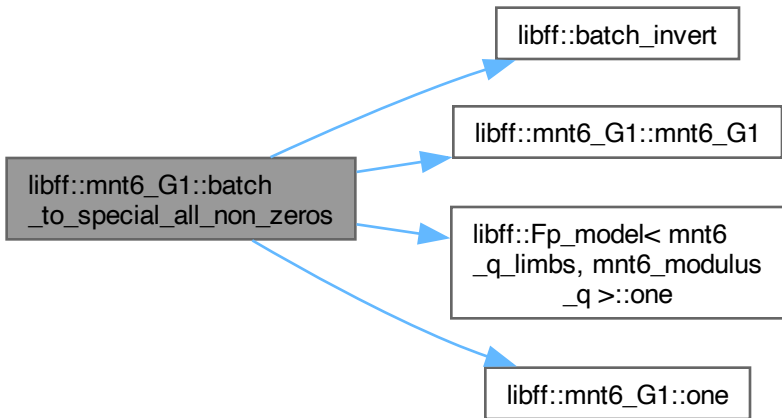 libff::batch_invert
libff::mnt6_G1::mnt6_G1
libff::mnt6_G1::batch
_to_special_all_non_zeros
libff::Fp_model< mnt6
_q_limbs, mnt6_modulus
_q >::one
libff::mnt6_G1::one